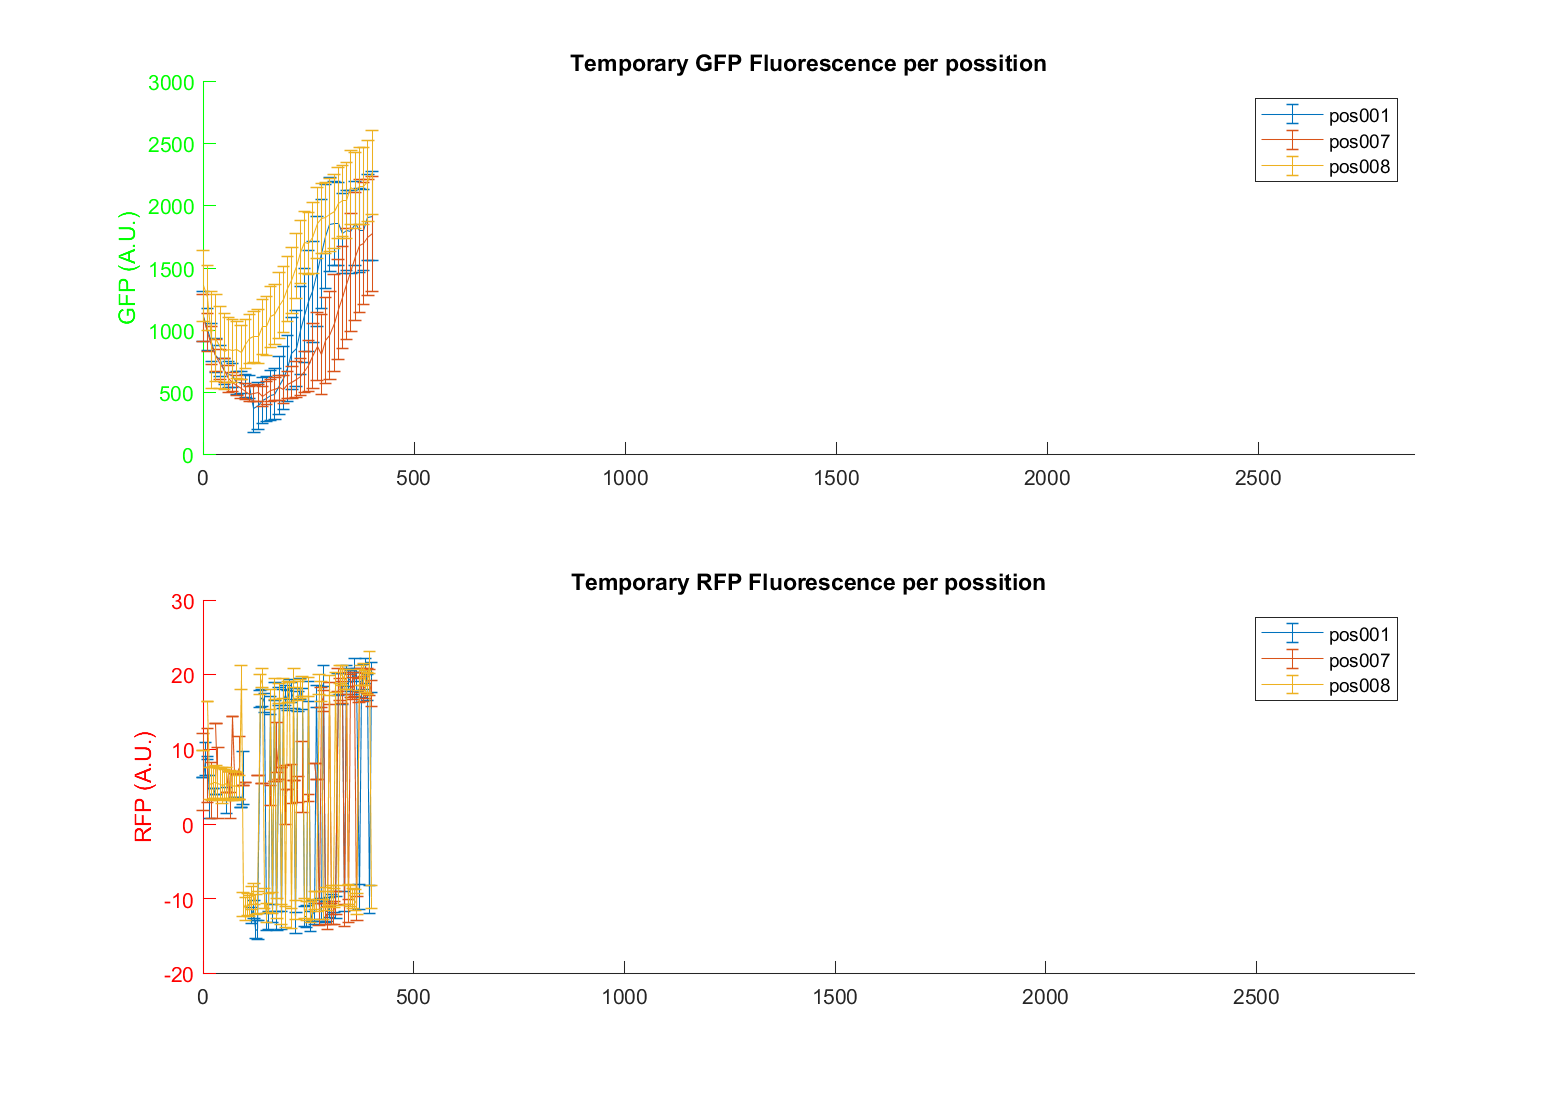 Temporary GFP Fluorescence per possition
3000
2500
2000
1500
1000
500
0
GFP (A.U.)
pos001
pos007
pos008
0 500 1000 1500 2000 2500
Temporary RFP Fluorescence per possition
30
20
10
0
-10
-20
RFP (A.U.)
pos001
pos007
pos008
0 500 1000 1500 2000 2500